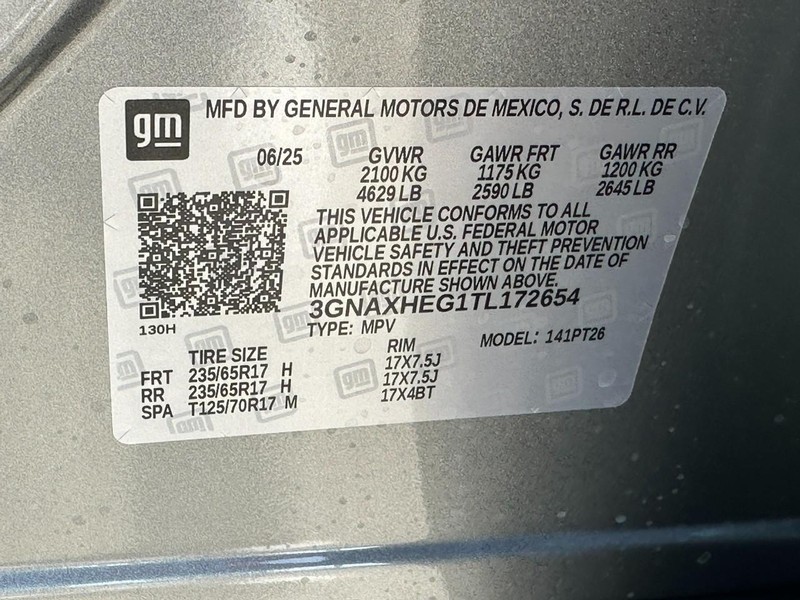 gm
MFD BY GENERAL MOTORS DE MEXICO, S. DE R.L. DE C.V.
06/25 GVWR GAWR FRT GAWR RR
2100 KG 1175 KG 1200 KG
4629 LB 2590 LB 2645 LB
THIS VEHICLE CONFORMS TO ALL
APPLICABLE U.S. FEDERAL MOTOR
VEHICLE SAFETY AND THEFT PREVENTION
STANDARDS IN EFFECT ON THE DATE OF
MANUFACTURE SHOWN ABOVE.
3GNAXHEG1TL172654
130H
TYPE: MPV MODEL: 141PT26
TIRE SIZE RIM
FRT 235/65R17 H 17X7.5J
RR 235/65R17 H 17X7.5J
SPA T125/70R17 M 17X4BT